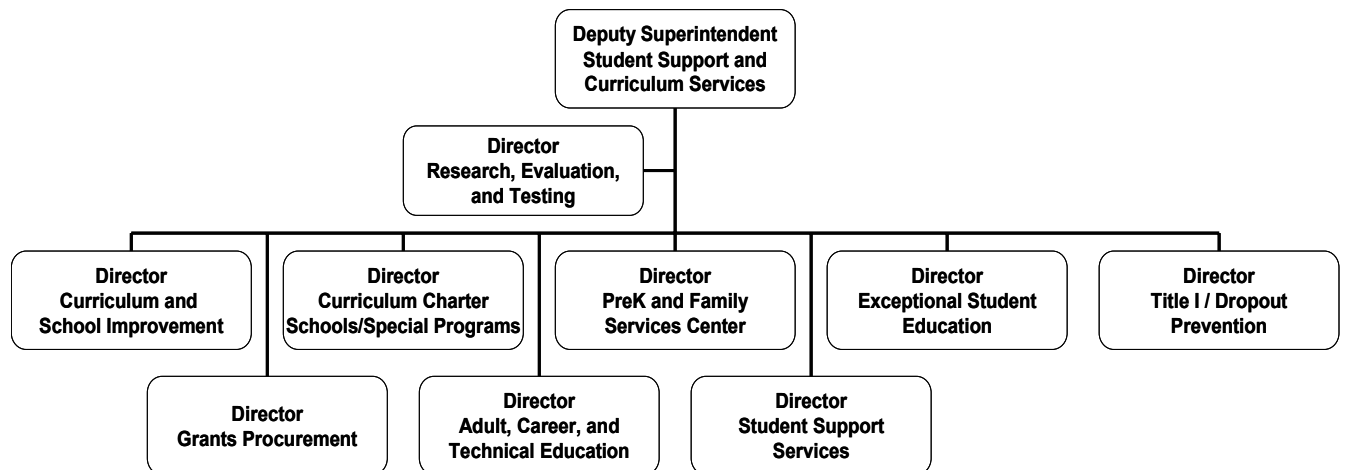 Deputy Superintendent
Student Support and
Curriculum Services
Director
Research, Evaluation,
and Testing
Director
Curriculum and
School Improvement
Director
Curriculum Charter
Schools/Special Programs
Director
PreK and Family
Services Center
Director
Exceptional Student
Education
Director
Title I / Dropout
Prevention
Director
Grants Procurement
Director
Adult, Career, and
Technical Education
Director
Student Support
Services